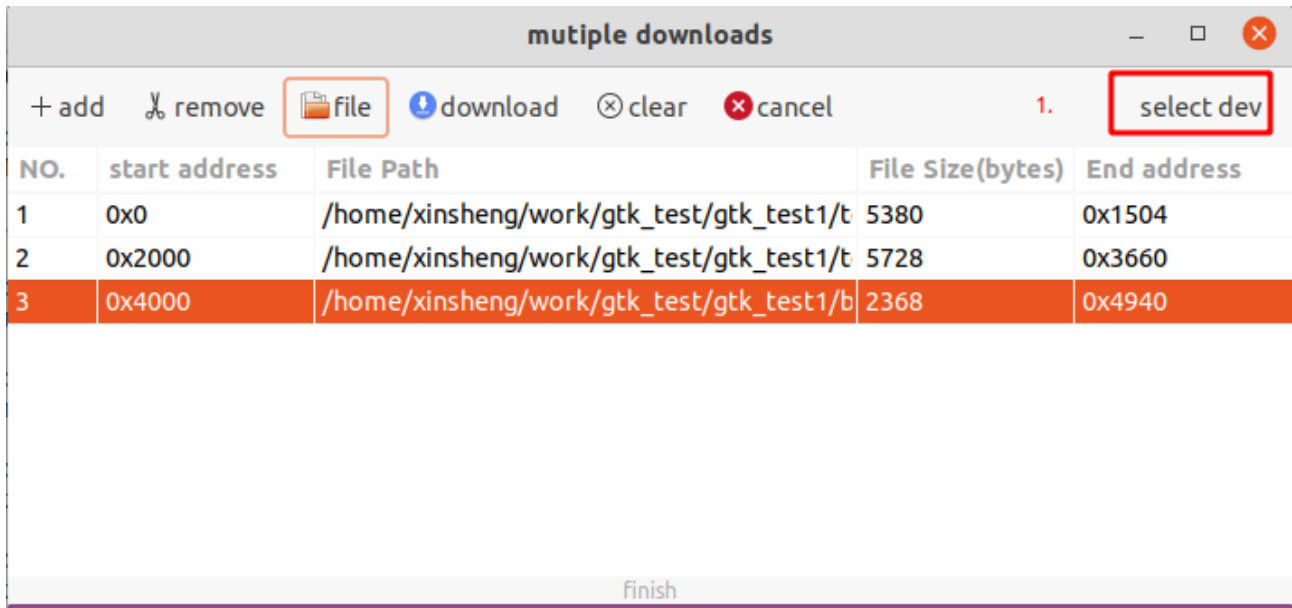 mutiple downloads
add remove file download clear cancel 1. select dev
NO. start address File Path File Size(bytes) End address
1 0x0 /home/xinsheng/work/gtk_test/gtk_test1/t 5380 0x1504
2 0x2000 /home/xinsheng/work/gtk_test/gtk_test1/t 5728 0x3660
3 0x4000 /home/xinsheng/work/gtk_test/gtk_test1/b 2368 0x4940
finish